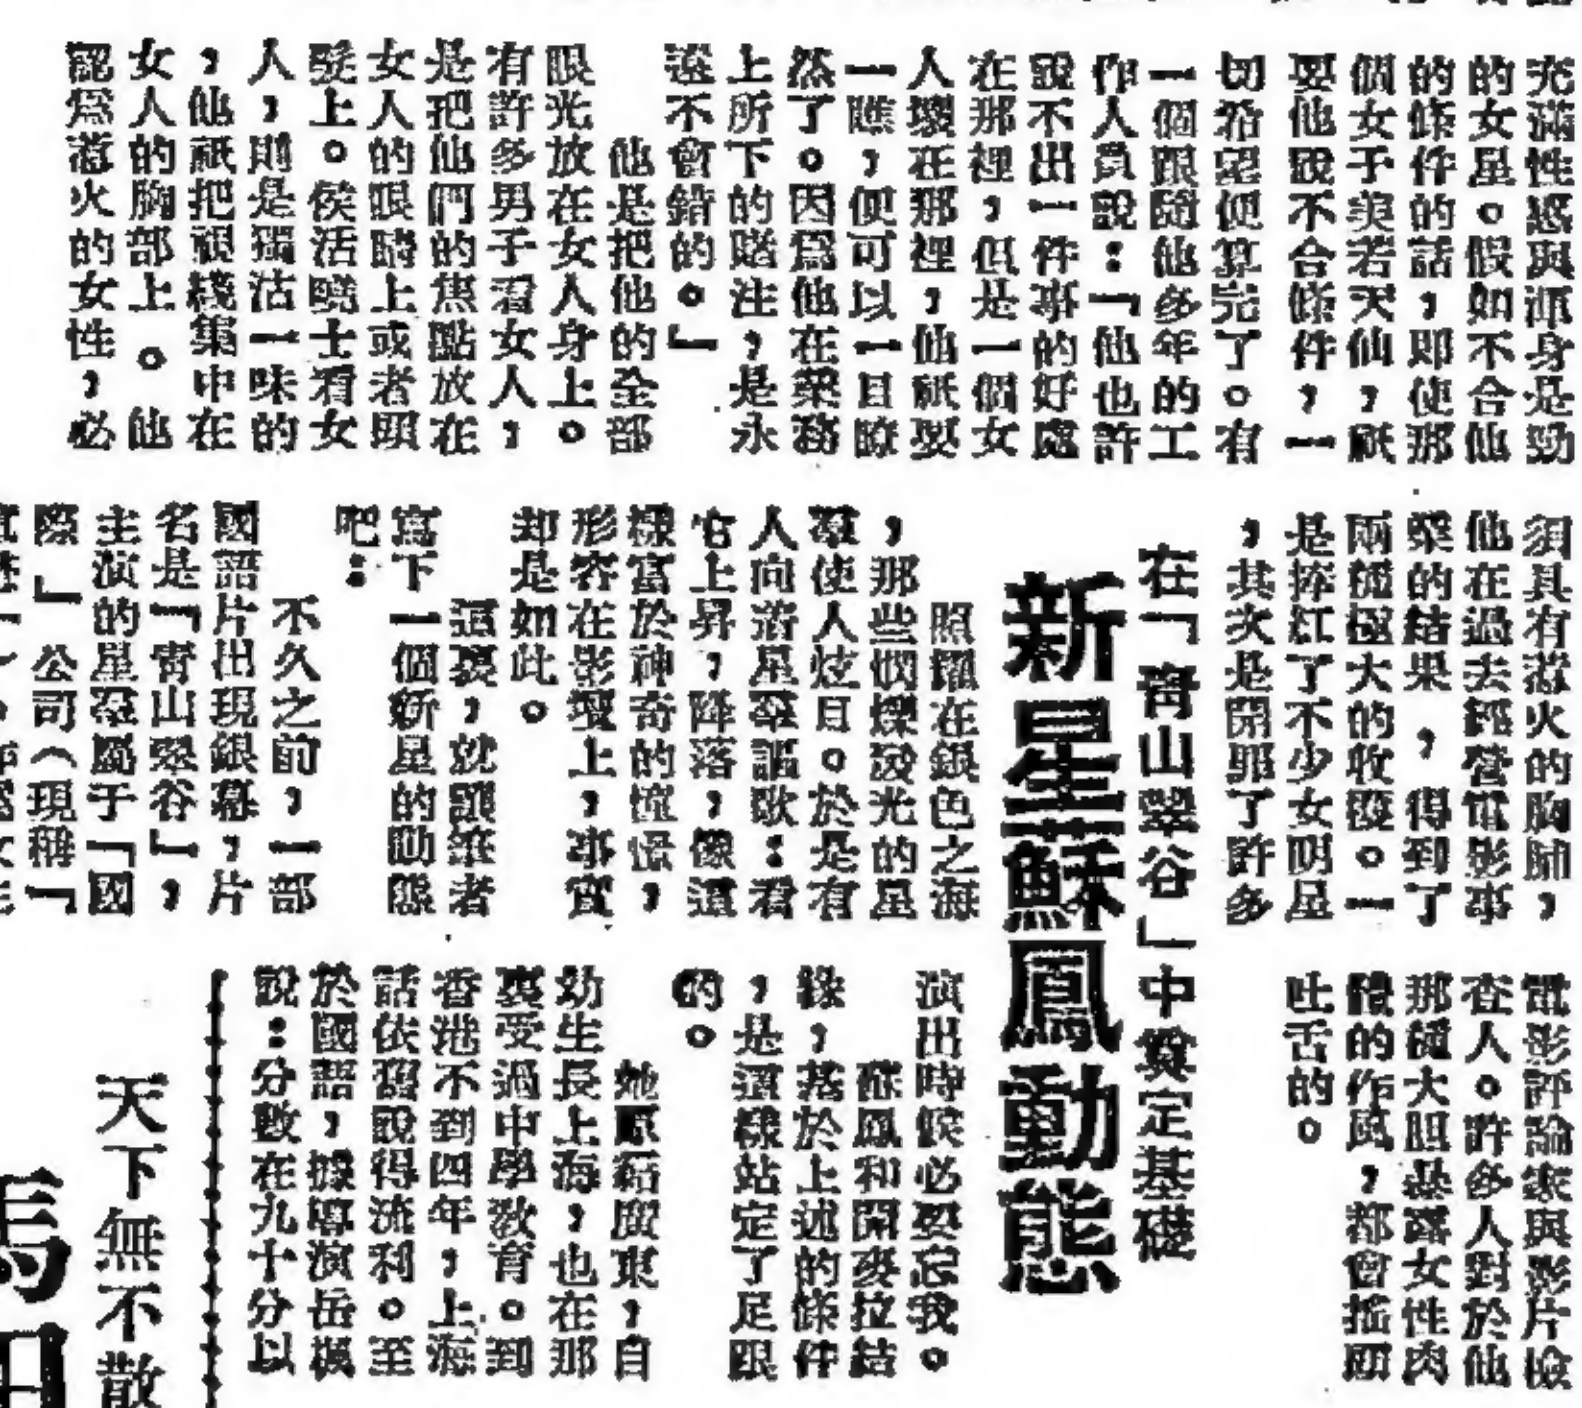 充滿性感與渾身是勁
的女星。假如不合他
的條件的話,即使那
個女子美若天仙,祇
要他說不合條件,一
切希望便算完了。有
一個跟隨他多年的工
作人員說:「他也許
說不出一件事的好處
在那裡,但是一個女
人壞在那裡,他祇要
一瞧,便可以一目瞭
然了。因爲他在業務
上所下的賭注,是永
遠不會錯的。」
他是把他的全部
眼光放在女人身上。
有許多男子看女人,
是把他們的焦點放在
女人的眼睛上或者頭
髮上。侯活曉士看女
人,則是獨沽一味的
,他祇把視綫集中在
女人的胸部上。他
認爲惹火的女性,必
須具有惹火的胸脯,
他在過去經營電影事
業的結果,得到了
兩種極大的收穫。一
是捧紅了不少女明星
,其次是開罪了許多
電影評論家與影片檢
查人。許多人對於他
那種大胆暴露女性肉
體的作風,都會搖頭
吐舌的。
在「靑山翠谷」中奠定基礎
新星蘇鳳動態
照耀在銀色之海
,那些燗爍發光的星
羣使人炫目。於是有
人向諸星羣謳歌:看
它上昇,降落,像這
樣富於神奇的憧憬,
形容在影壇上,事實
却是如此。
這裏,就讓筆者
寫下一個新星的動態
吧:
不久之前,一部
國語片出現銀幕,片
名是「靑山翠谷」,
主演的星羣屬于「國
際」公司(現稱「
演出時候必要忘我。
蘇鳳和開麥拉結
緣,基於上述的條件
,是這樣站定了足跟
的。
她原籍廣東,自
幼生長上海,也在那
裏受過中學敎育。到
香港不到四年,上海
話依舊說得流利。至
於國語,據導演岳楓
說:分數在九十分以
天下無不散